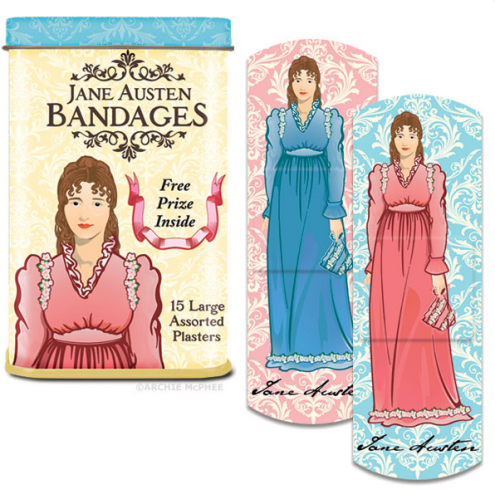 JANE AUSTEN
BANDAGES
Free
Prize
Inside
15 Large
Assorted
Plasters
©ARCHIE McPHEE
Jane Austen
Jane Austen